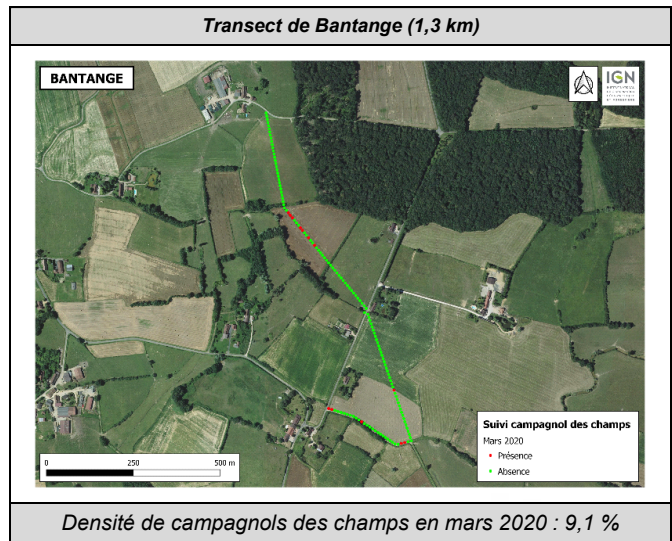 Transect de Bantange (1,3 km)
BANTANGE
IGN
Suivi campagnol des champs
Mars 2020
Présence
Absence
0 250 500 m
Densité de campagnols des champs en mars 2020 : 9,1 %